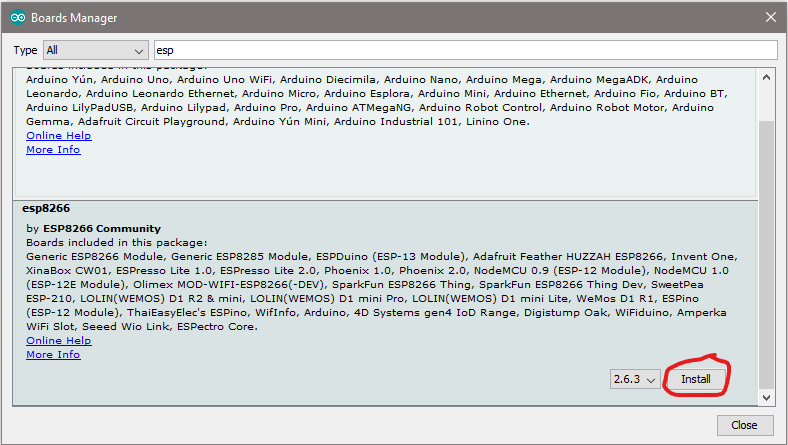 Boards Manager
Type All esp
Boards included in this package:
Arduino Yún, Arduino Uno, Arduino Uno WiFi, Arduino Diecimila, Arduino Nano, Arduino Mega, Arduino MegaADK, Arduino
Leonardo, Arduino Leonardo Ethernet, Arduino Micro, Arduino Esplora, Arduino Mini, Arduino Ethernet, Arduino Fio, Arduino BT,
Arduino LilyPadUSB, Arduino Lilypad, Arduino Pro, Arduino ATMegaNG, Arduino Robot Control, Arduino Robot Motor, Arduino
Gemma, Adafruit Circuit Playground, Arduino Yún Mini, Arduino Industrial 101, Linino One.
Online Help
More Info
esp8266
by ESP8266 Community
Boards included in this package:
Generic ESP8266 Module, Generic ESP8285 Module, ESPDuino (ESP-13 Module), Adafruit Feather HUZZAH ESP8266, Invent One,
XinaBox CW01, ESPresso Lite 1.0, ESPresso Lite 2.0, Phoenix 1.0, Phoenix 2.0, NodeMCU 0.9 (ESP-12 Module), NodeMCU 1.0
(ESP-12E Module), Olimex MOD-WIFI-ESP8266(-DEV), SparkFun ESP8266 Thing, SparkFun ESP8266 Thing Dev, SweetPea
ESP-210, LOLIN(WEMOS) D1 R2 & mini, LOLIN(WEMOS) D1 mini Pro, LOLIN(WEMOS) D1 mini Lite, WeMos D1 R1, ESPino
(ESP-12 Module), ThaiEasyElec's ESPino, WifInfo, Arduino, 4D Systems gen4 IoD Range, Digistump Oak, WiFiduino, Amperka
WiFi Slot, Seeed Wio Link, ESPectro Core.
Online Help
More Info
2.6.3 Install
Close